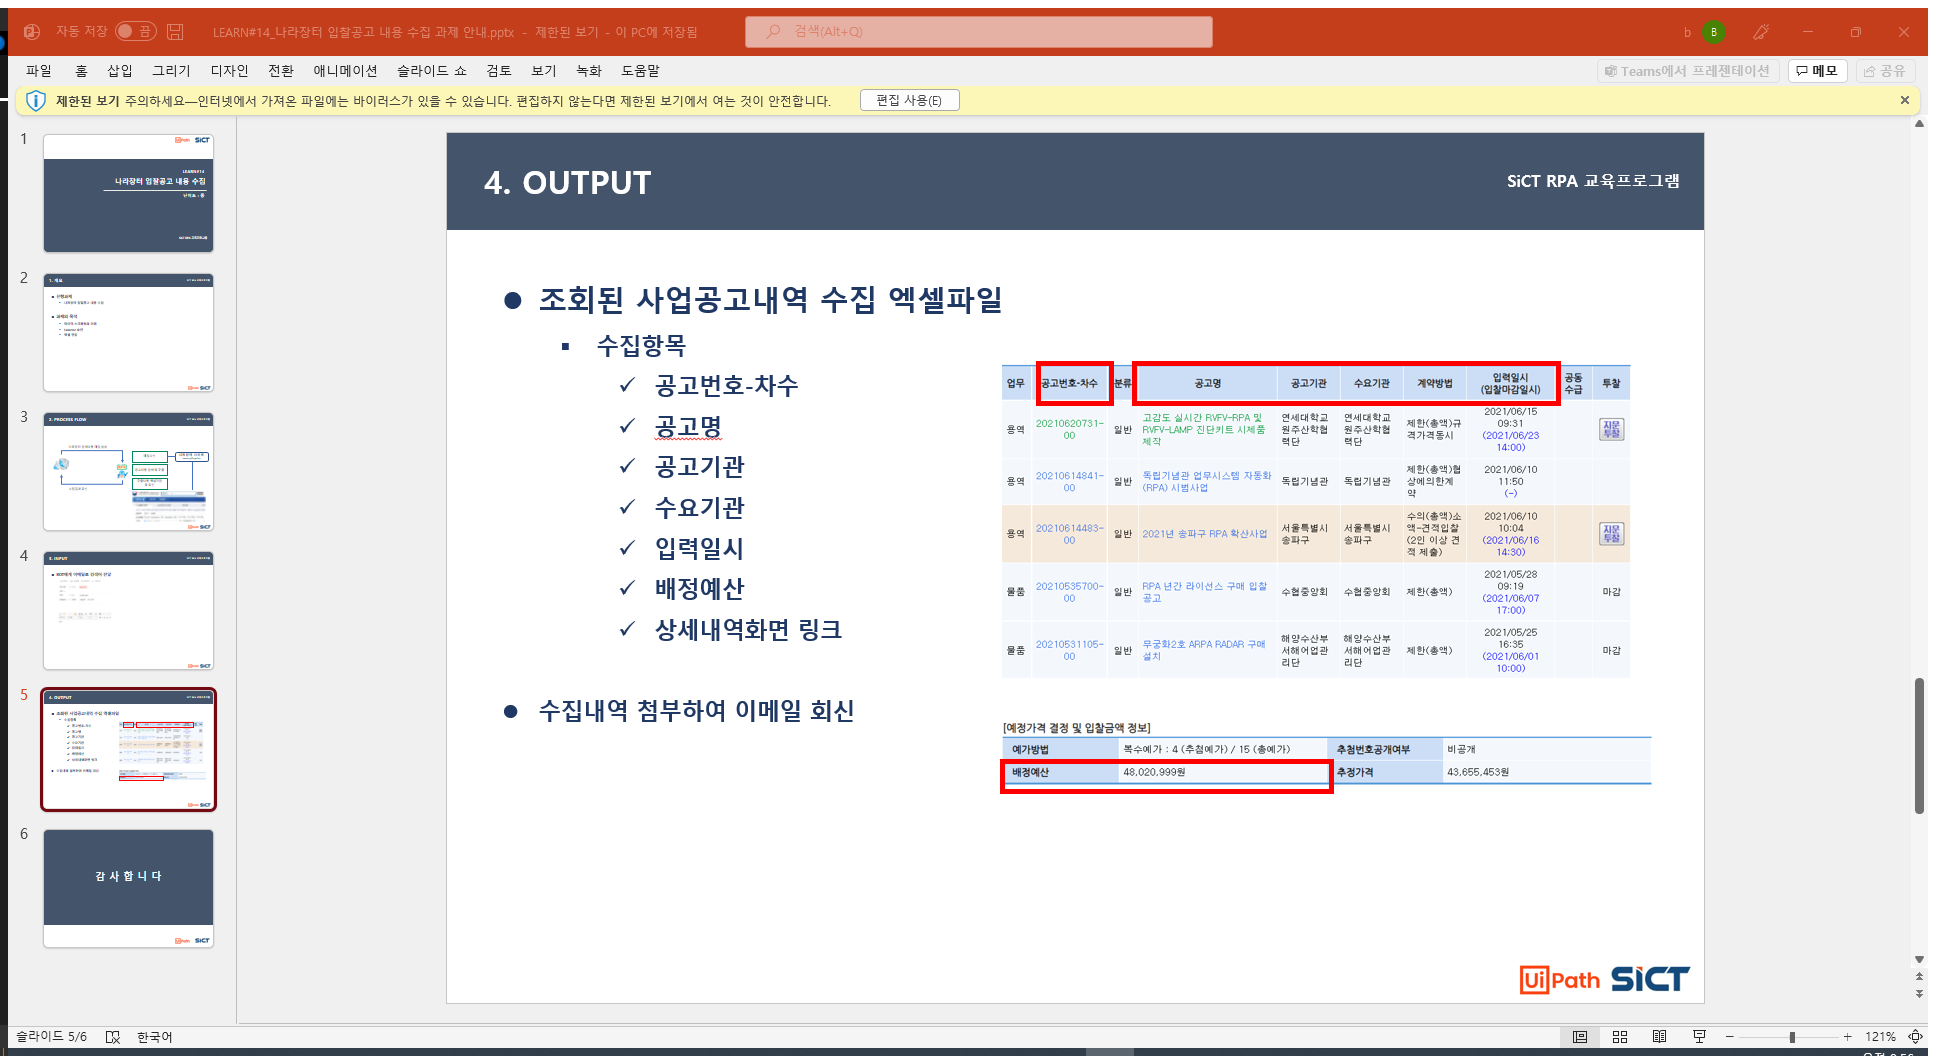 자동 저장 끔 LEARN#14_나라장터 입찰공고 내용 수집 과제 안내.pptx - 제한된 보기 - 이 PC에 저장됨 검색(Alt+Q) b B
파일 홈 삽입 그리기 디자인 전환 애니메이션 슬라이드 쇼 검토 보기 녹화 도움말 Teams에서 프레젠테이션 메모 공유
제한된 보기 주의하세요—인터넷에서 가져온 파일에는 바이러스가 있을 수 있습니다. 편집하지 않는다면 제한된 보기에서 여는 것이 안전합니다. 편집 사용(E)
1
UiPath SiCT
LEARN#14
나라장터 입찰공고 내용 수집
2
1. 개요
3
2. PROCESS FLOW
4
3. INPUT
5
4. OUTPUT
6
감사합니다
UiPath SiCT
4. OUTPUT
SiCT RPA 교육프로그램
● 조회된 사업공고내역 수집 엑셀파일
▪ 수집항목
✓ 공고번호-차수
✓ 공고명
✓ 공고기관
✓ 수요기관
✓ 입력일시
✓ 배정예산
✓ 상세내역화면 링크
● 수집내역 첨부하여 이메일 회신
업무 공고번호-차수 분류 공고명 공고기관 수요기관 계약방법 입력일시 (입찰마감일시) 공동 수급 투찰
용역 20210620731-00 일반 고감도 실시간 RVFV-RPA 및 RVFV-LAMP 진단키트 시제품 제작 연세대학교 원주산학협력단 연세대학교 원주산학협력단 제한(총액)규격가격동시 2021/06/15 09:31 (2021/06/23 14:00) 지문 투찰
용역 20210614841-00 일반 독립기념관 업무시스템 자동화(RPA) 시범사업 독립기념관 독립기념관 제한(총액)협상에의한계약 2021/06/10 11:50 (-)
용역 20210614483-00 일반 2021년 송파구 RPA 확산사업 서울특별시 송파구 서울특별시 송파구 수의(총액)소액-견적입찰(2인 이상 견적 제출) 2021/06/10 10:04 (2021/06/16 14:30) 지문 투찰
물품 20210535700-00 일반 RPA 년간 라이선스 구매 입찰공고 수협중앙회 수협중앙회 제한(총액) 2021/05/28 09:19 (2021/06/07 17:00) 마감
물품 20210531105-00 일반 무궁화2호 ARPA RADAR 구매 설치 해양수산부 서해어업관리단 해양수산부 서해어업관리단 제한(총액) 2021/05/25 16:35 (2021/06/01 10:00) 마감
[예정가격 결정 및 입찰금액 정보]
예가방법 복수예가 : 4 (추첨예가) / 15 (총예가) 추첨번호공개여부 비공개
배정예산 48,020,999원 추정가격 43,655,453원
UiPath SiCT
슬라이드 5/6 한국어 121%